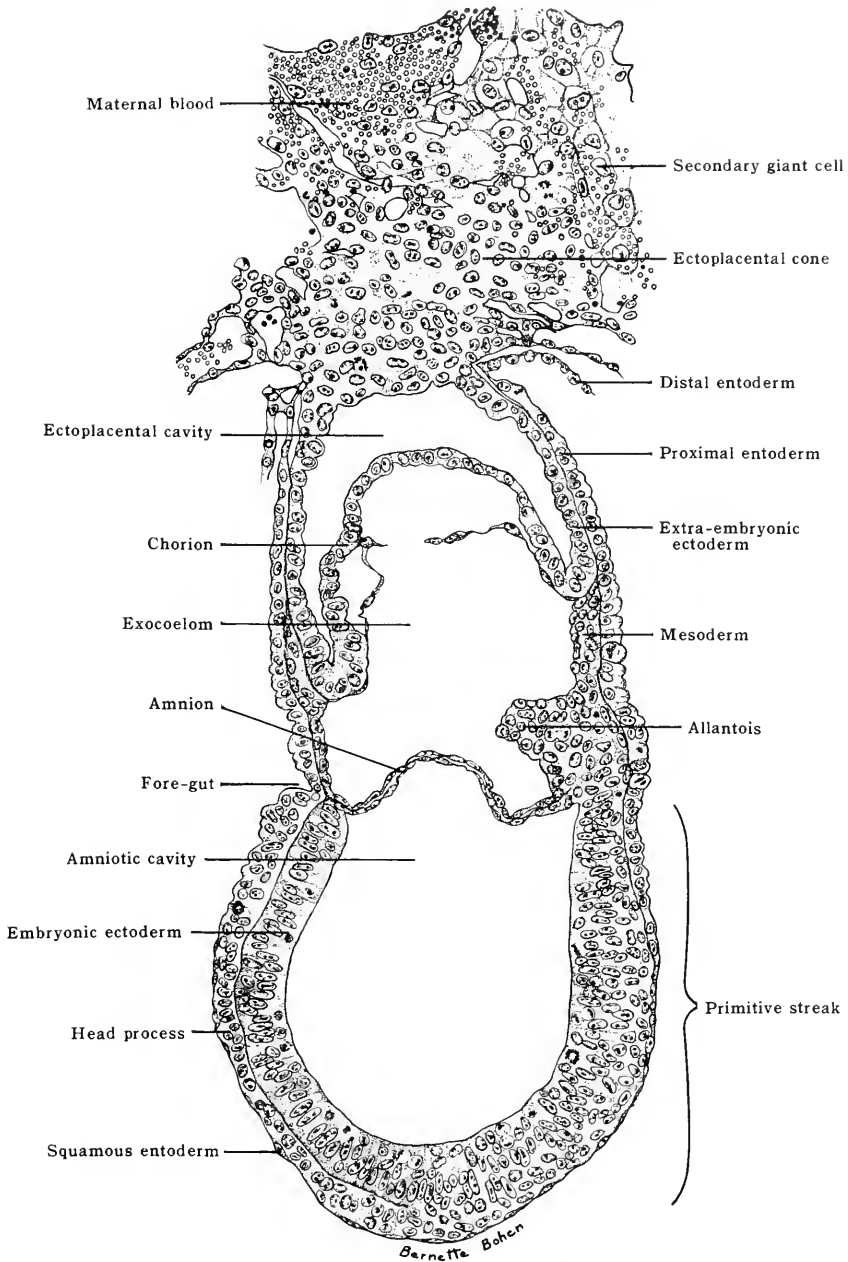 Maternal blood
Secondary giant cell
Ectoplacental cone
Distal entoderm
Ectoplacental cavity
Proximal entoderm
Extra-embryonic
ectoderm
Chorion
Exocoelom
Mesoderm
Amnion
Allantois
Fore-gut
Amniotic cavity
Embryonic ectoderm
Primitive streak
Head process
Squamous entoderm
Bernette Bohen